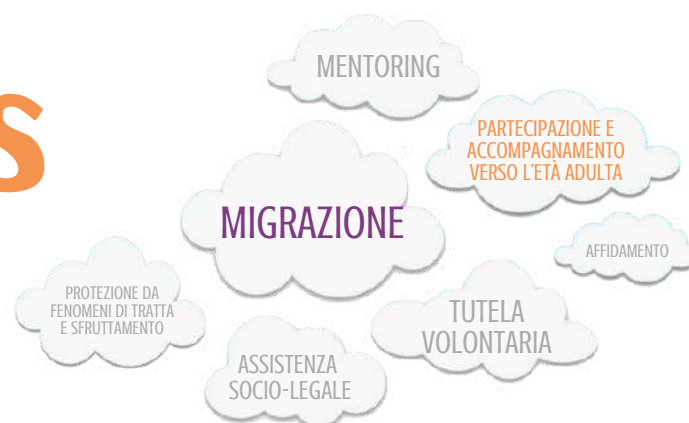 S
MENTORING
PARTECIPAZIONE E
ACCOMPAGNAMENTO
VERSO L'ETÀ ADULTA
MIGRAZIONE
AFFIDAMENTO
PROTEZIONE DA
FENOMENI DI TRATTA
E SFRUTTAMENTO
TUTELA
VOLONTARIA
ASSISTENZA
SOCIO-LEGALE